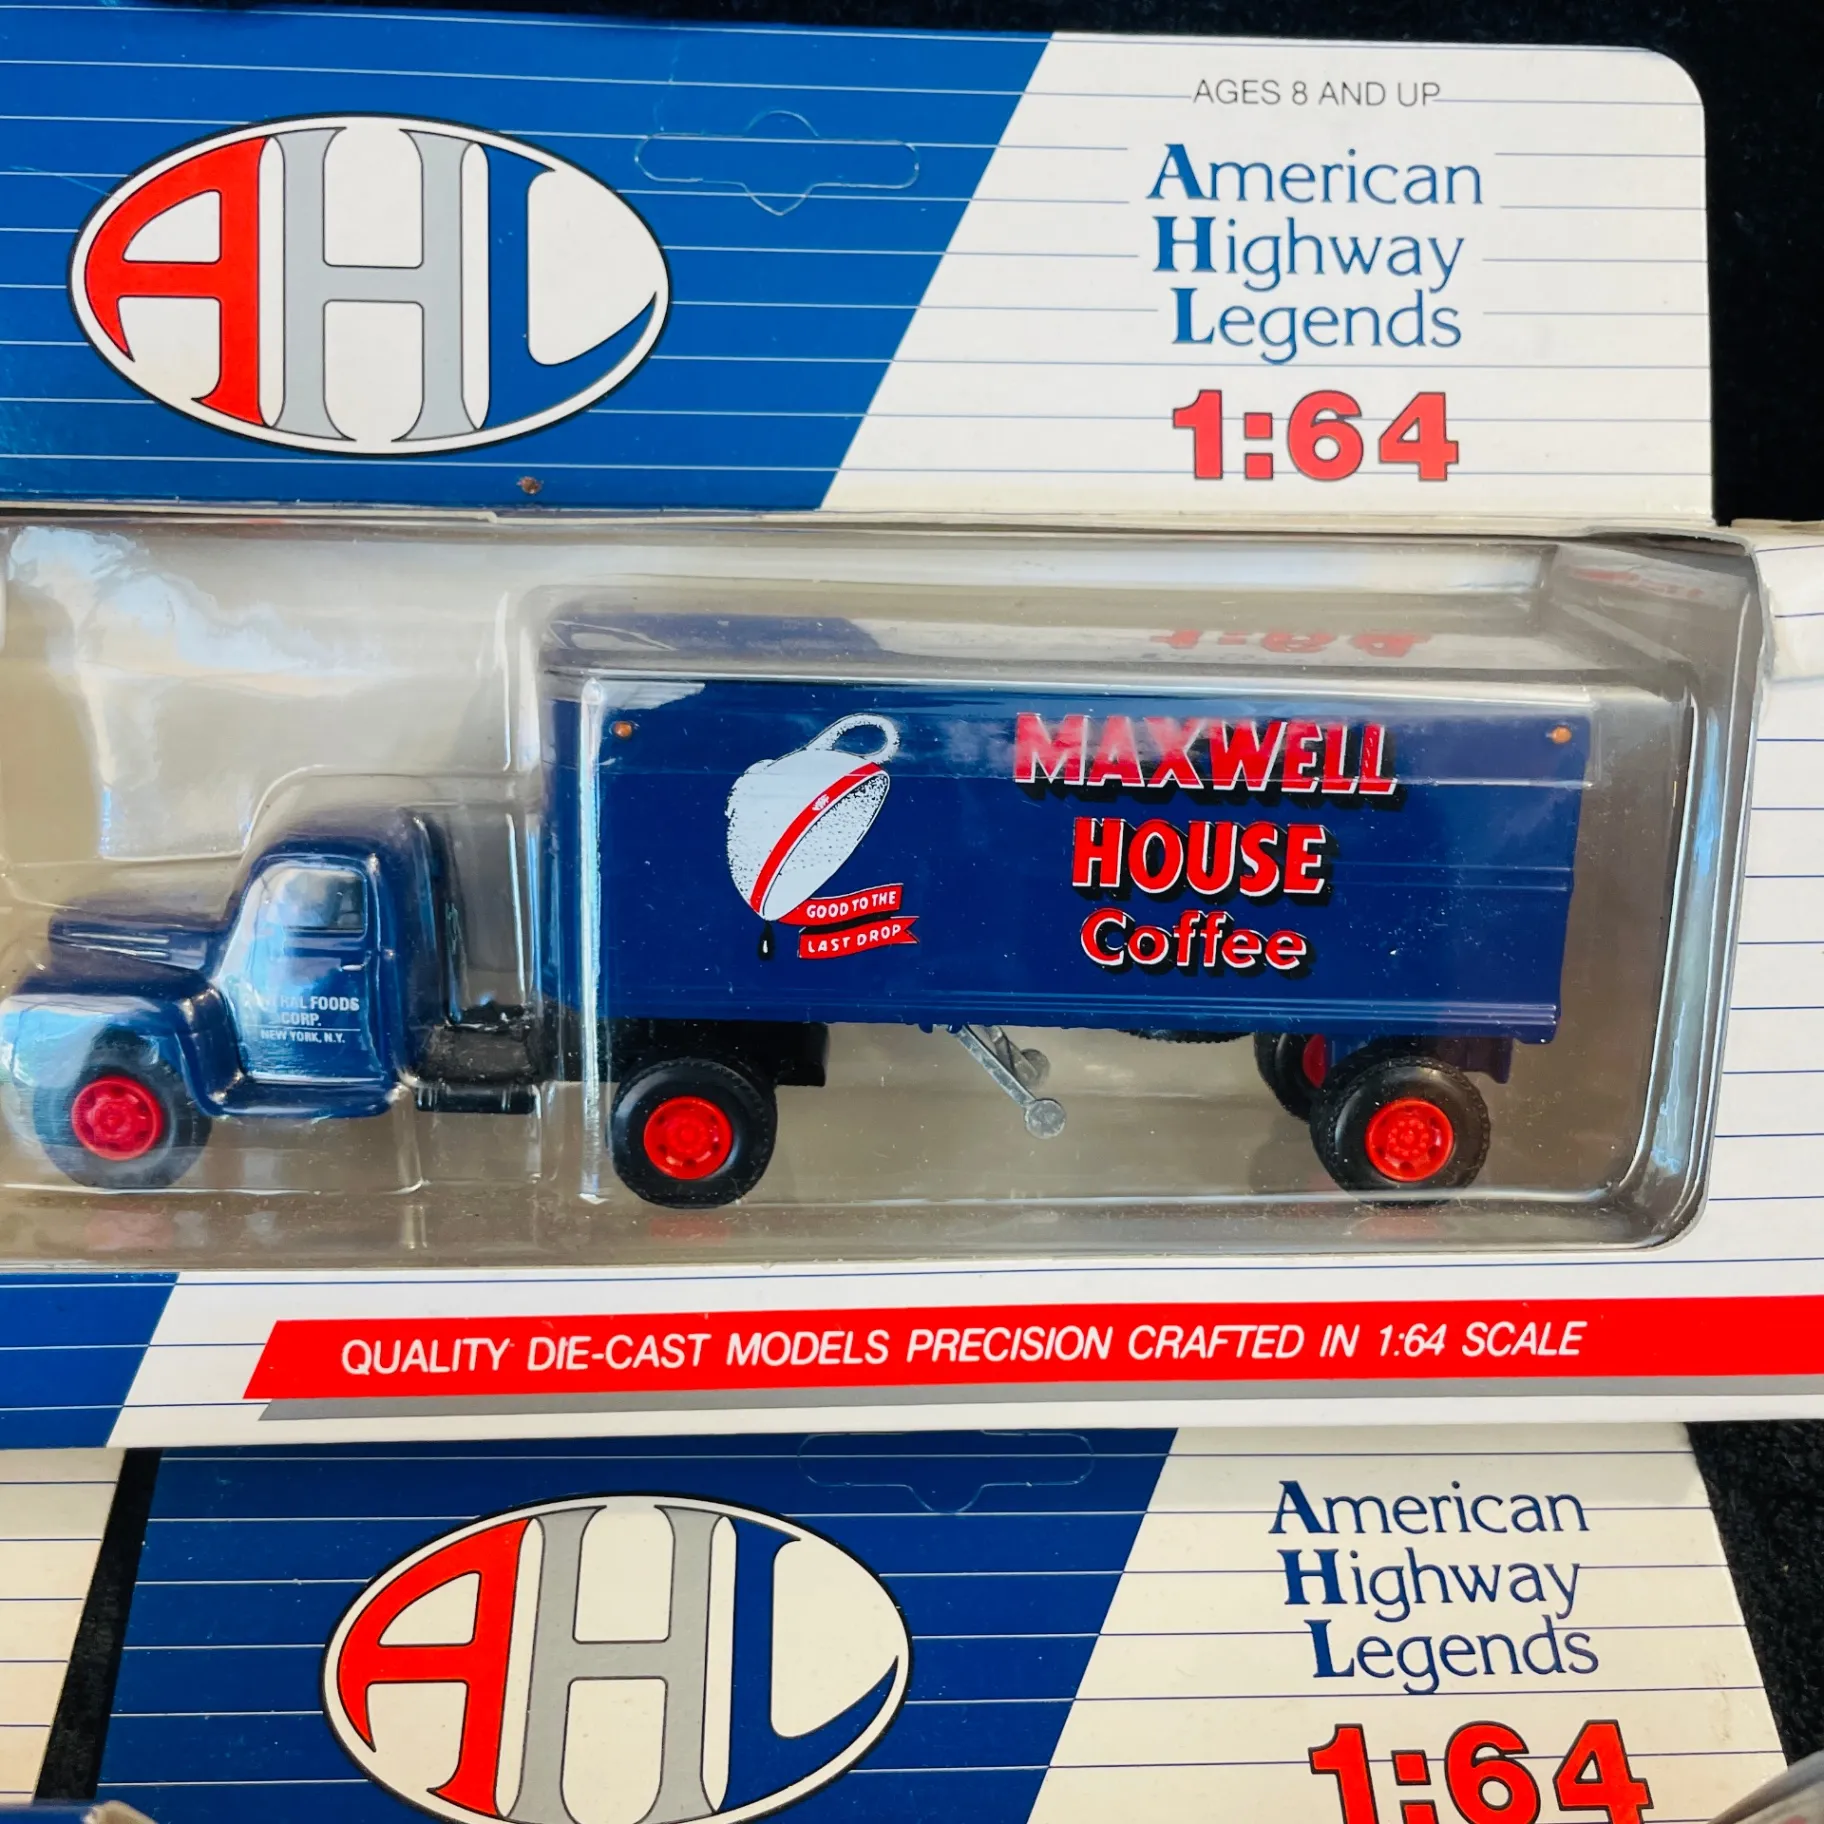 AHL
AGES 8 AND UP
American
Highway
Legends
1:64
MAXWELL
HOUSE
Coffee
GOOD TO THE
LAST DROP
FOODS
CORP.
NEW YORK, N.Y.
QUALITY DIE-CAST MODELS PRECISION CRAFTED IN 1:64 SCALE
AHL
American
Highway
Legends
1:64